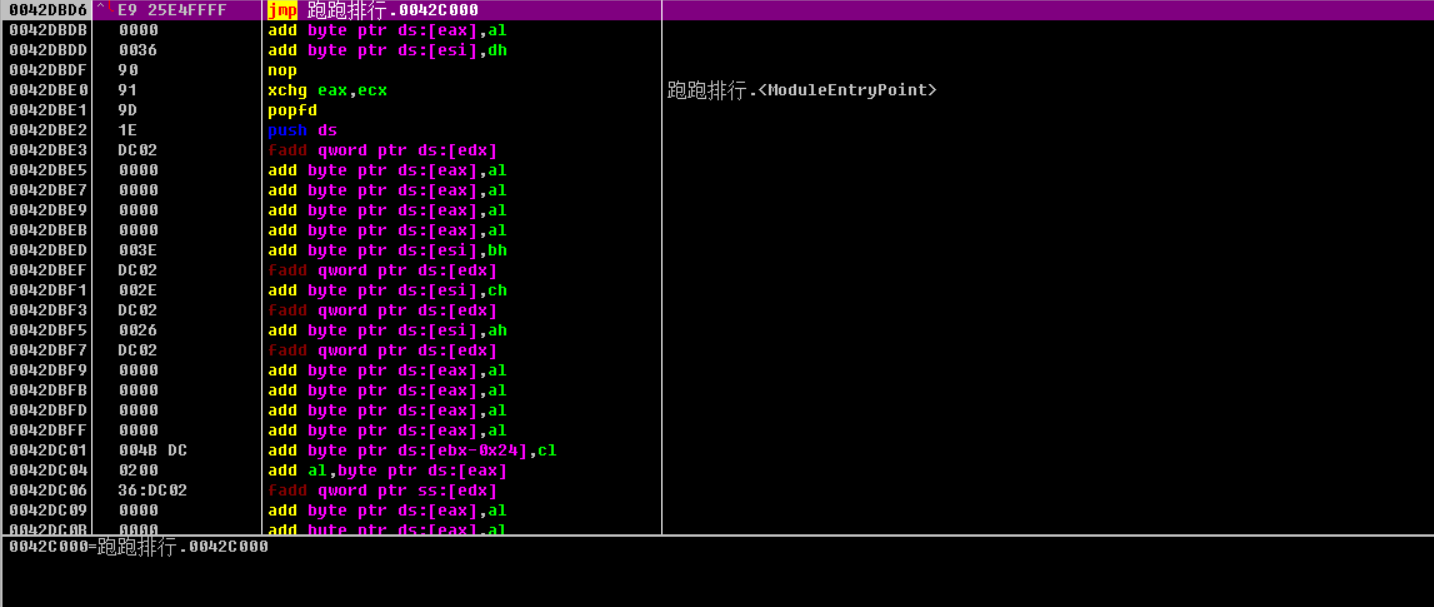 0042DBD6 ^ E9 25E4FFFF jmp 跑跑排行.0042C000
0042DBDB 0000 add byte ptr ds:[eax],al
0042DBDD 0036 add byte ptr ds:[esi],dh
0042DBDF 90 nop
0042DBE0 91 xchg eax,ecx 跑跑排行.<ModuleEntryPoint>
0042DBE1 9D popfd
0042DBE2 1E push ds
0042DBE3 DC02 fadd qword ptr ds:[edx]
0042DBE5 0000 add byte ptr ds:[eax],al
0042DBE7 0000 add byte ptr ds:[eax],al
0042DBE9 0000 add byte ptr ds:[eax],al
0042DBEB 0000 add byte ptr ds:[eax],al
0042DBED 003E add byte ptr ds:[esi],bh
0042DBEF DC02 fadd qword ptr ds:[edx]
0042DBF1 002E add byte ptr ds:[esi],ch
0042DBF3 DC02 fadd qword ptr ds:[edx]
0042DBF5 0026 add byte ptr ds:[esi],ah
0042DBF7 DC02 fadd qword ptr ds:[edx]
0042DBF9 0000 add byte ptr ds:[eax],al
0042DBFB 0000 add byte ptr ds:[eax],al
0042DBFD 0000 add byte ptr ds:[eax],al
0042DBFF 0000 add byte ptr ds:[eax],al
0042DC01 004B DC add byte ptr ds:[ebx-0x24],cl
0042DC04 0200 add al,byte ptr ds:[eax]
0042DC06 36:DC02 fadd qword ptr ss:[edx]
0042DC09 0000 add byte ptr ds:[eax],al
0042DC0B 0000 add byte ptr ds:[eax],al
0042C000=跑跑排行.0042C000